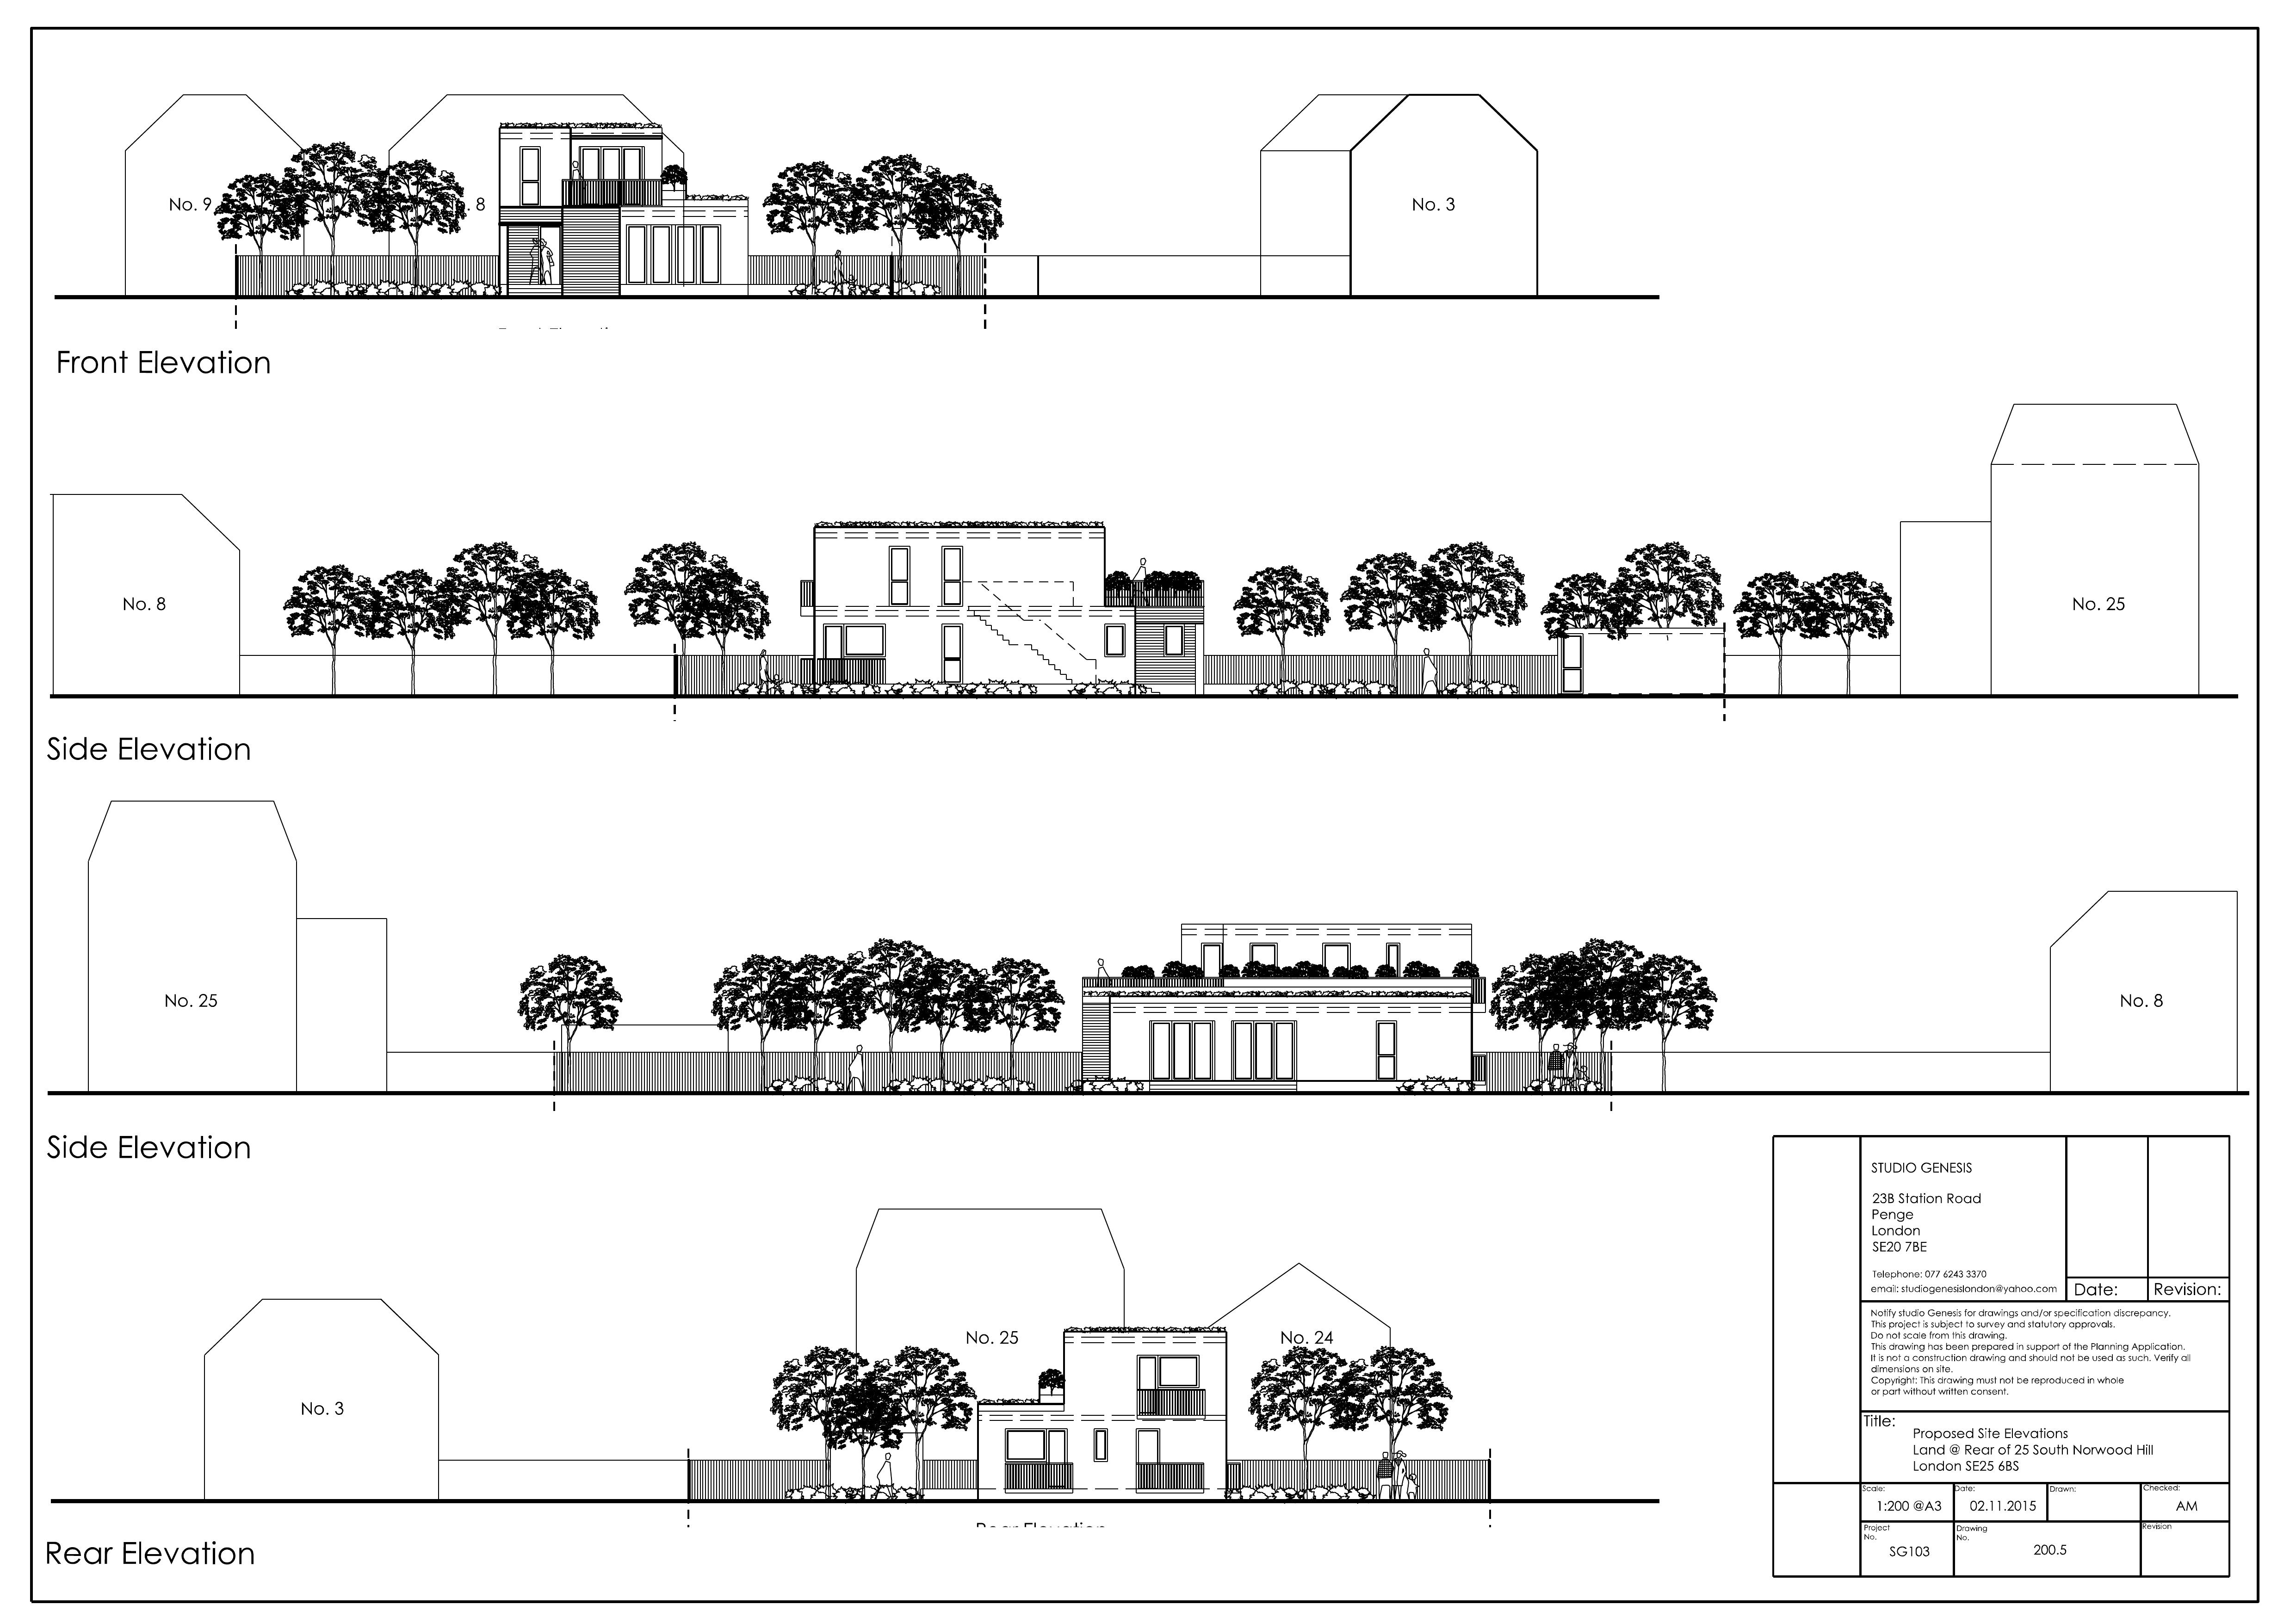 No. 9
8
No. 3
Front Elevation
No. 8
No. 25
Side Elevation
No. 25
No. 8
Side Elevation
No. 3
No. 25
No. 24
Rear Elevation
STUDIO GENESIS
23B Station Road
Penge
London
SE20 7BE
Telephone: 077 6243 3370
email: studiogenesislondon@yahoo.com
Date:
Revision:
Notify studio Genesis for drawings and/or specification discrepancy.
This project is subject to survey and statutory approvals.
Do not scale from this drawing.
This drawing has been prepared in support of the Planning Application.
It is not a construction drawing and should not be used as such. Verify all
dimensions on site.
Copyright: This drawing must not be reproduced in whole
or part without written consent.
Title:
Proposed Site Elevations
Land @ Rear of 25 South Norwood Hill
London SE25 6BS
Scale:
1:200 @A3
Date:
02.11.2015
Drawn:
Checked:
AM
Project
No.
SG103
Drawing
No.
200.5
Revision